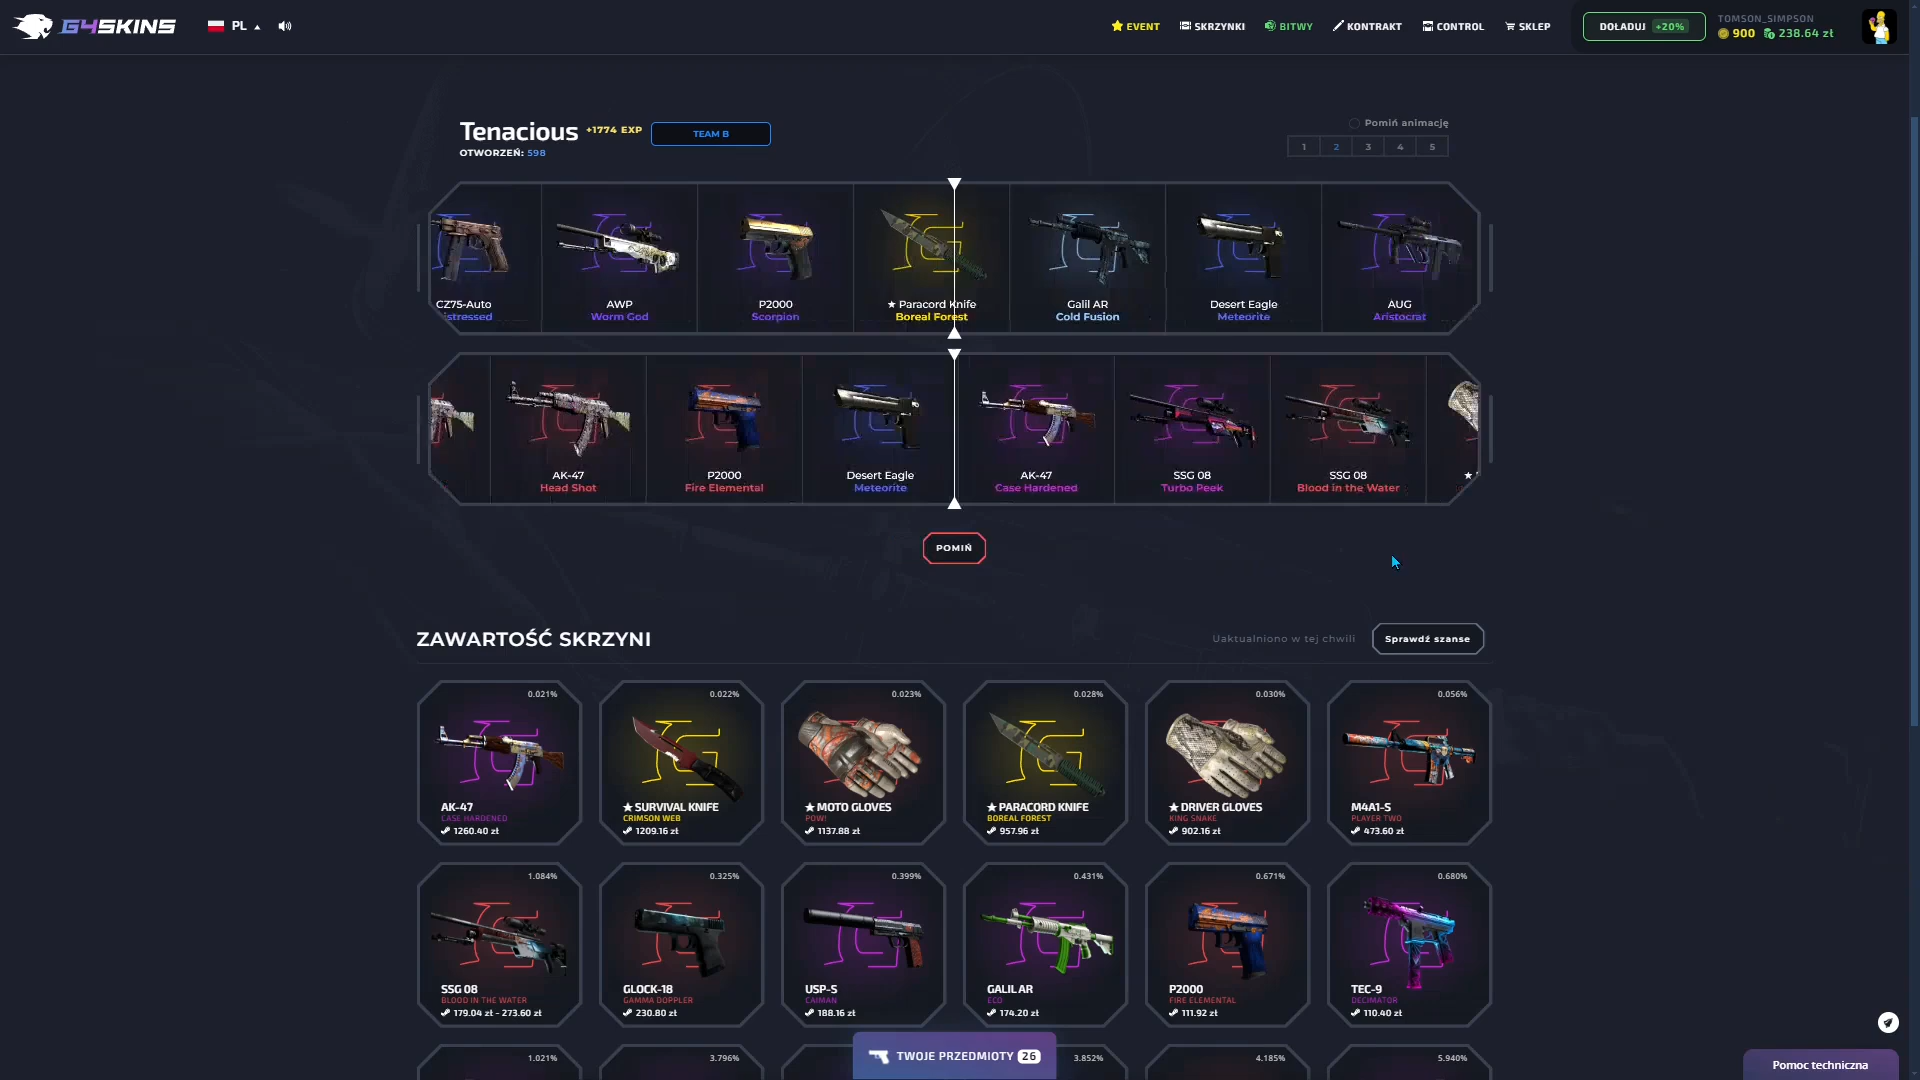 G4SKINS
PL
EVENT
SKRZYNKI
BITWY
KONTRAKT
CONTROL
SKLEP
DOŁADUJ +20%
TOMSON_SIMPSON
900 238.64 zł
Tenacious +1774 EXP
TEAM B
OTWORZEŃ: 598
Pomiń animację
1 2 3 4 5
CZ75-Auto
AWP
Worm God
P2000
Scorpion
★ Paracord Knife
Boreal Forest
Galil AR
Cold Fusion
Desert Eagle
Meteorite
AUG
Aristocrat
AK-47
Head Shot
P2000
Fire Elemental
Desert Eagle
Meteorite
AK-47
Case Hardened
SSG 08
Turbo Peek
SSG 08
Blood in the Water
★
POMIŃ
ZAWARTOŚĆ SKRZYNI
Uaktualniono w tej chwili
Sprawdź szanse
0.021%
AK-47
CASE HARDENED
1260.40 zł
0.022%
★ SURVIVAL KNIFE
CRIMSON WEB
1209.16 zł
0.023%
★ MOTO GLOVES
POW!
1137.88 zł
0.028%
★ PARACORD KNIFE
BOREAL FOREST
957.96 zł
0.030%
★ DRIVER GLOVES
KING SNAKE
902.16 zł
0.056%
M4A1-S
PLAYER TWO
473.60 zł
1.084%
SSG 08
BLOOD IN THE WATER
179.04 zł - 273.60 zł
0.325%
GLOCK-18
GAMMA DOPPLER
230.80 zł
0.399%
USP-S
CAIMAN
188.16 zł
0.431%
GALIL AR
ECO
174.20 zł
0.671%
P2000
FIRE ELEMENTAL
111.92 zł
0.680%
TEC-9
DECIMATOR
110.40 zł
1.021%
3.796%
3.852%
4.185%
5.940%
TWOJE PRZEDMIOTY 26
Pomoc techniczna